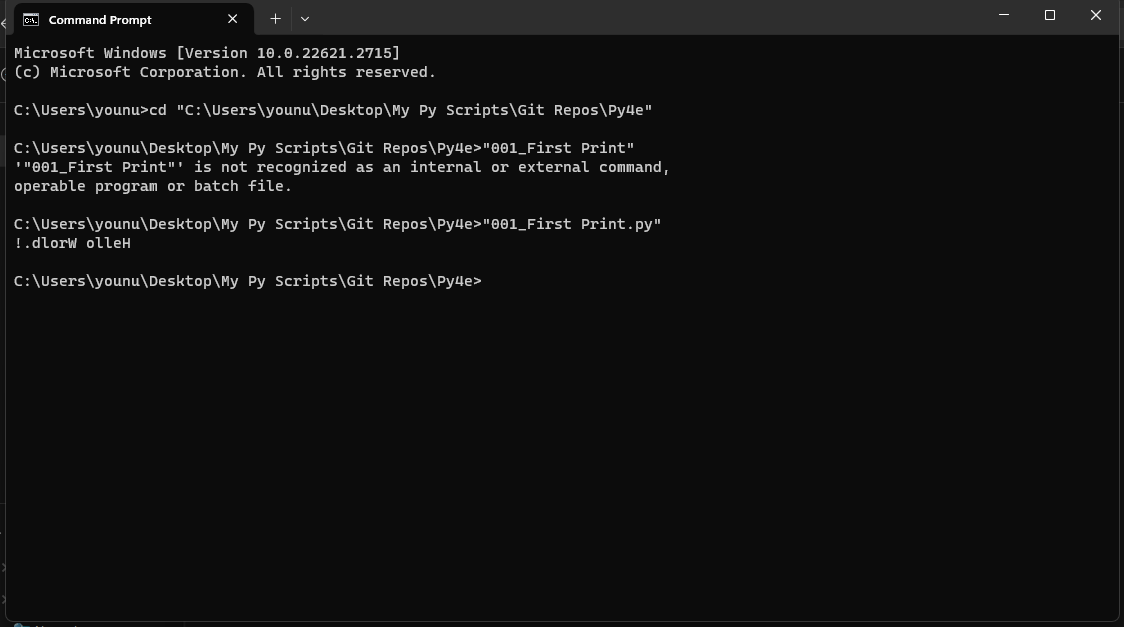 Command Prompt
Microsoft Windows [Version 10.0.22621.2715]
(c) Microsoft Corporation. All rights reserved.
C:\Users\younu>cd "C:\Users\younu\Desktop\My Py Scripts\Git Repos\Py4e"
C:\Users\younu\Desktop\My Py Scripts\Git Repos\Py4e>"001_First Print"
'"001_First Print"' is not recognized as an internal or external command,
operable program or batch file.
C:\Users\younu\Desktop\My Py Scripts\Git Repos\Py4e>"001_First Print.py"
!.dlorW olleH
C:\Users\younu\Desktop\My Py Scripts\Git Repos\Py4e>